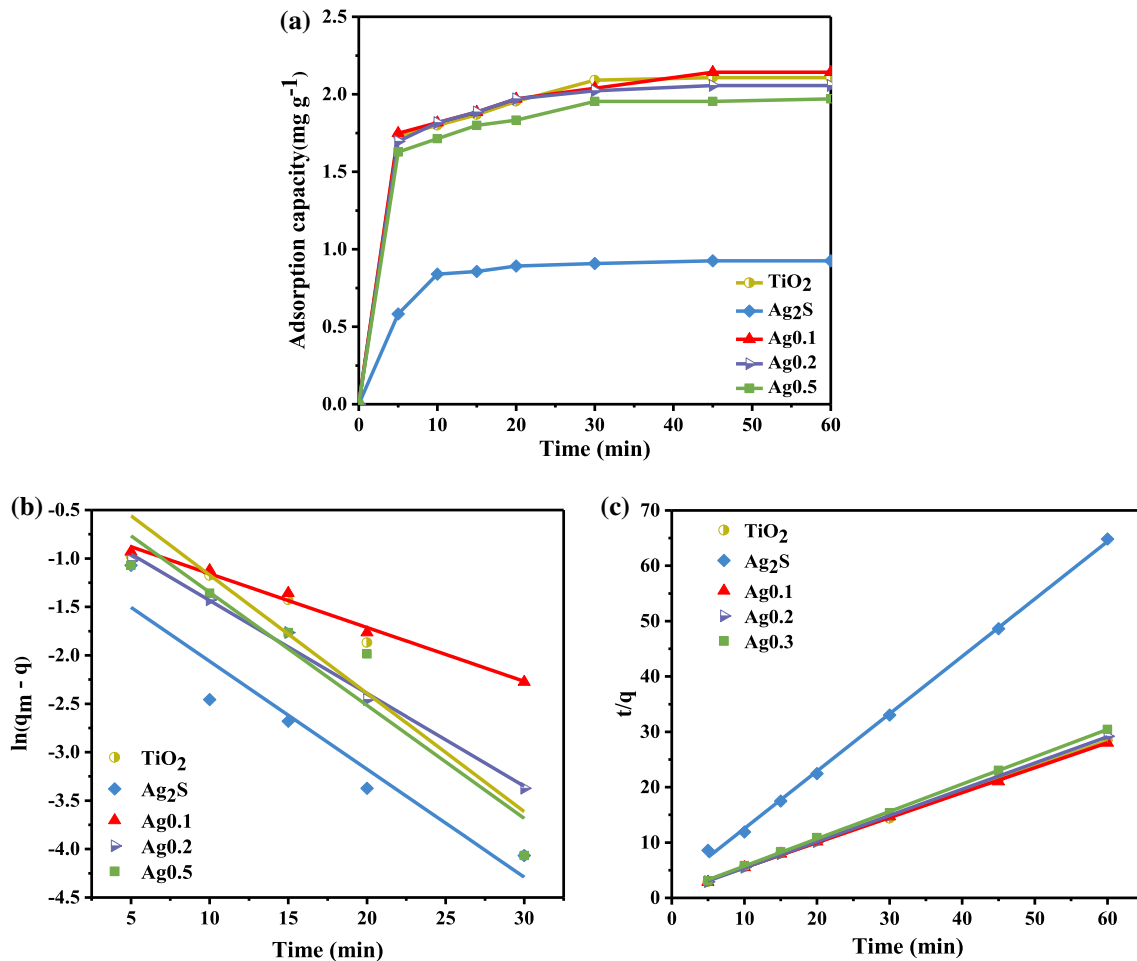 (a)
2.5
2.0
1.5
1.0
0.5
0.0
Adsorption capacity(mg g⁻¹)
TiO₂
Ag₂S
Ag0.1
Ag0.2
Ag0.5
0 10 20 30 40 50 60
Time (min)
(b)
-0.5
-1.0
-1.5
-2.0
-2.5
-3.0
-3.5
-4.0
-4.5
ln(qₘ - q)
TiO₂
Ag₂S
Ag0.1
Ag0.2
Ag0.5
5 10 15 20 25 30
Time (min)
(c)
70
60
50
40
30
20
10
0
t/q
TiO₂
Ag₂S
Ag0.1
Ag0.2
Ag0.3
0 10 20 30 40 50 60
Time (min)